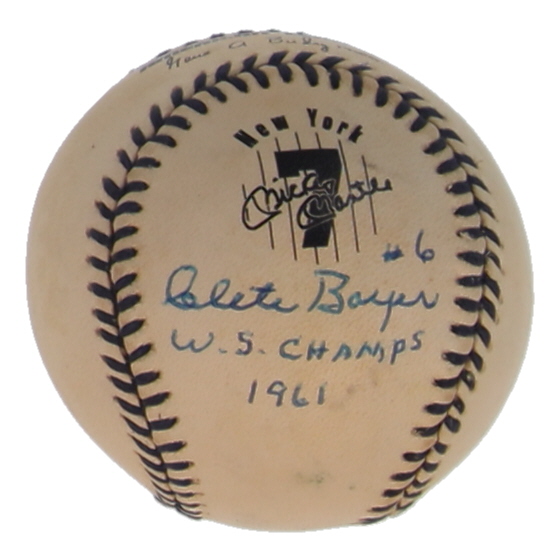 New York
7
Mickey Mantle
#6
Clete Boyer
W.S. CHAMPS
1961